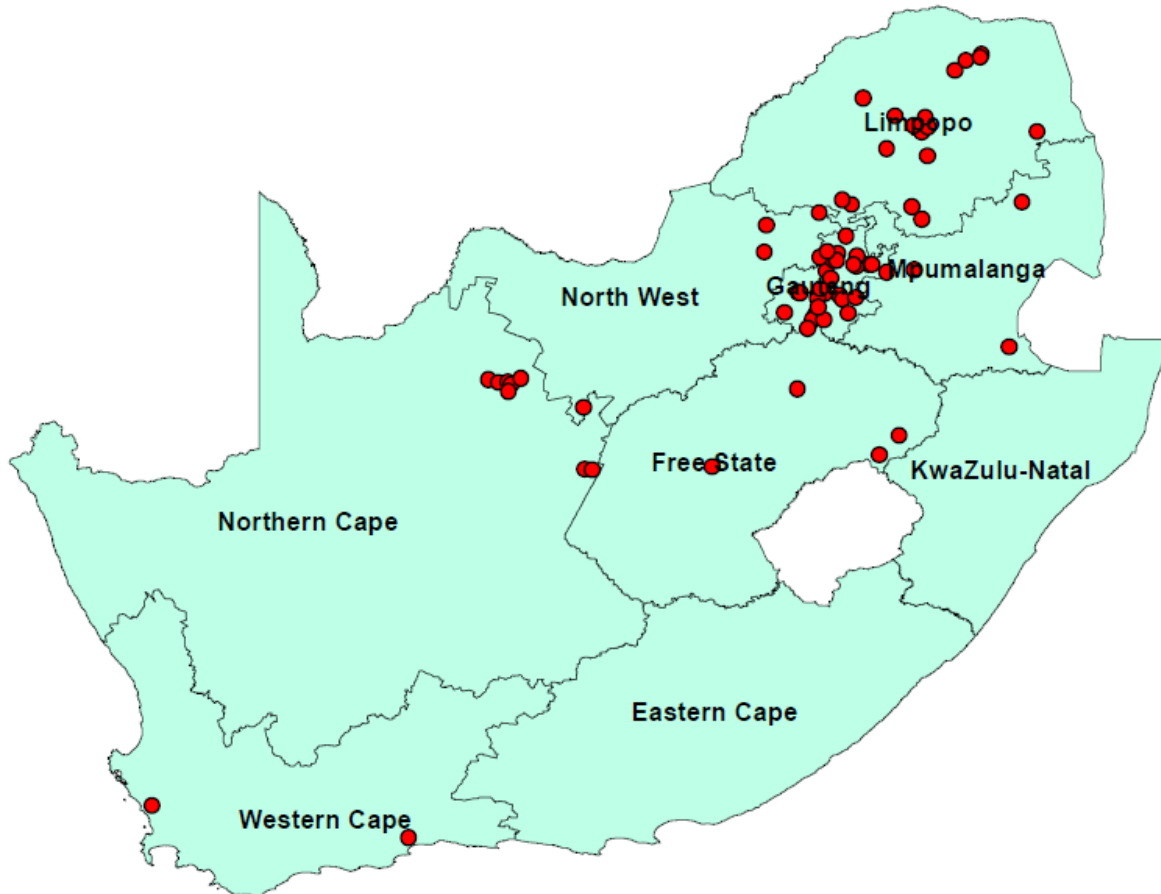 Limpopo
Mpumalanga
Gauteng
North West
Free State
KwaZulu-Natal
Northern Cape
Eastern Cape
Western Cape